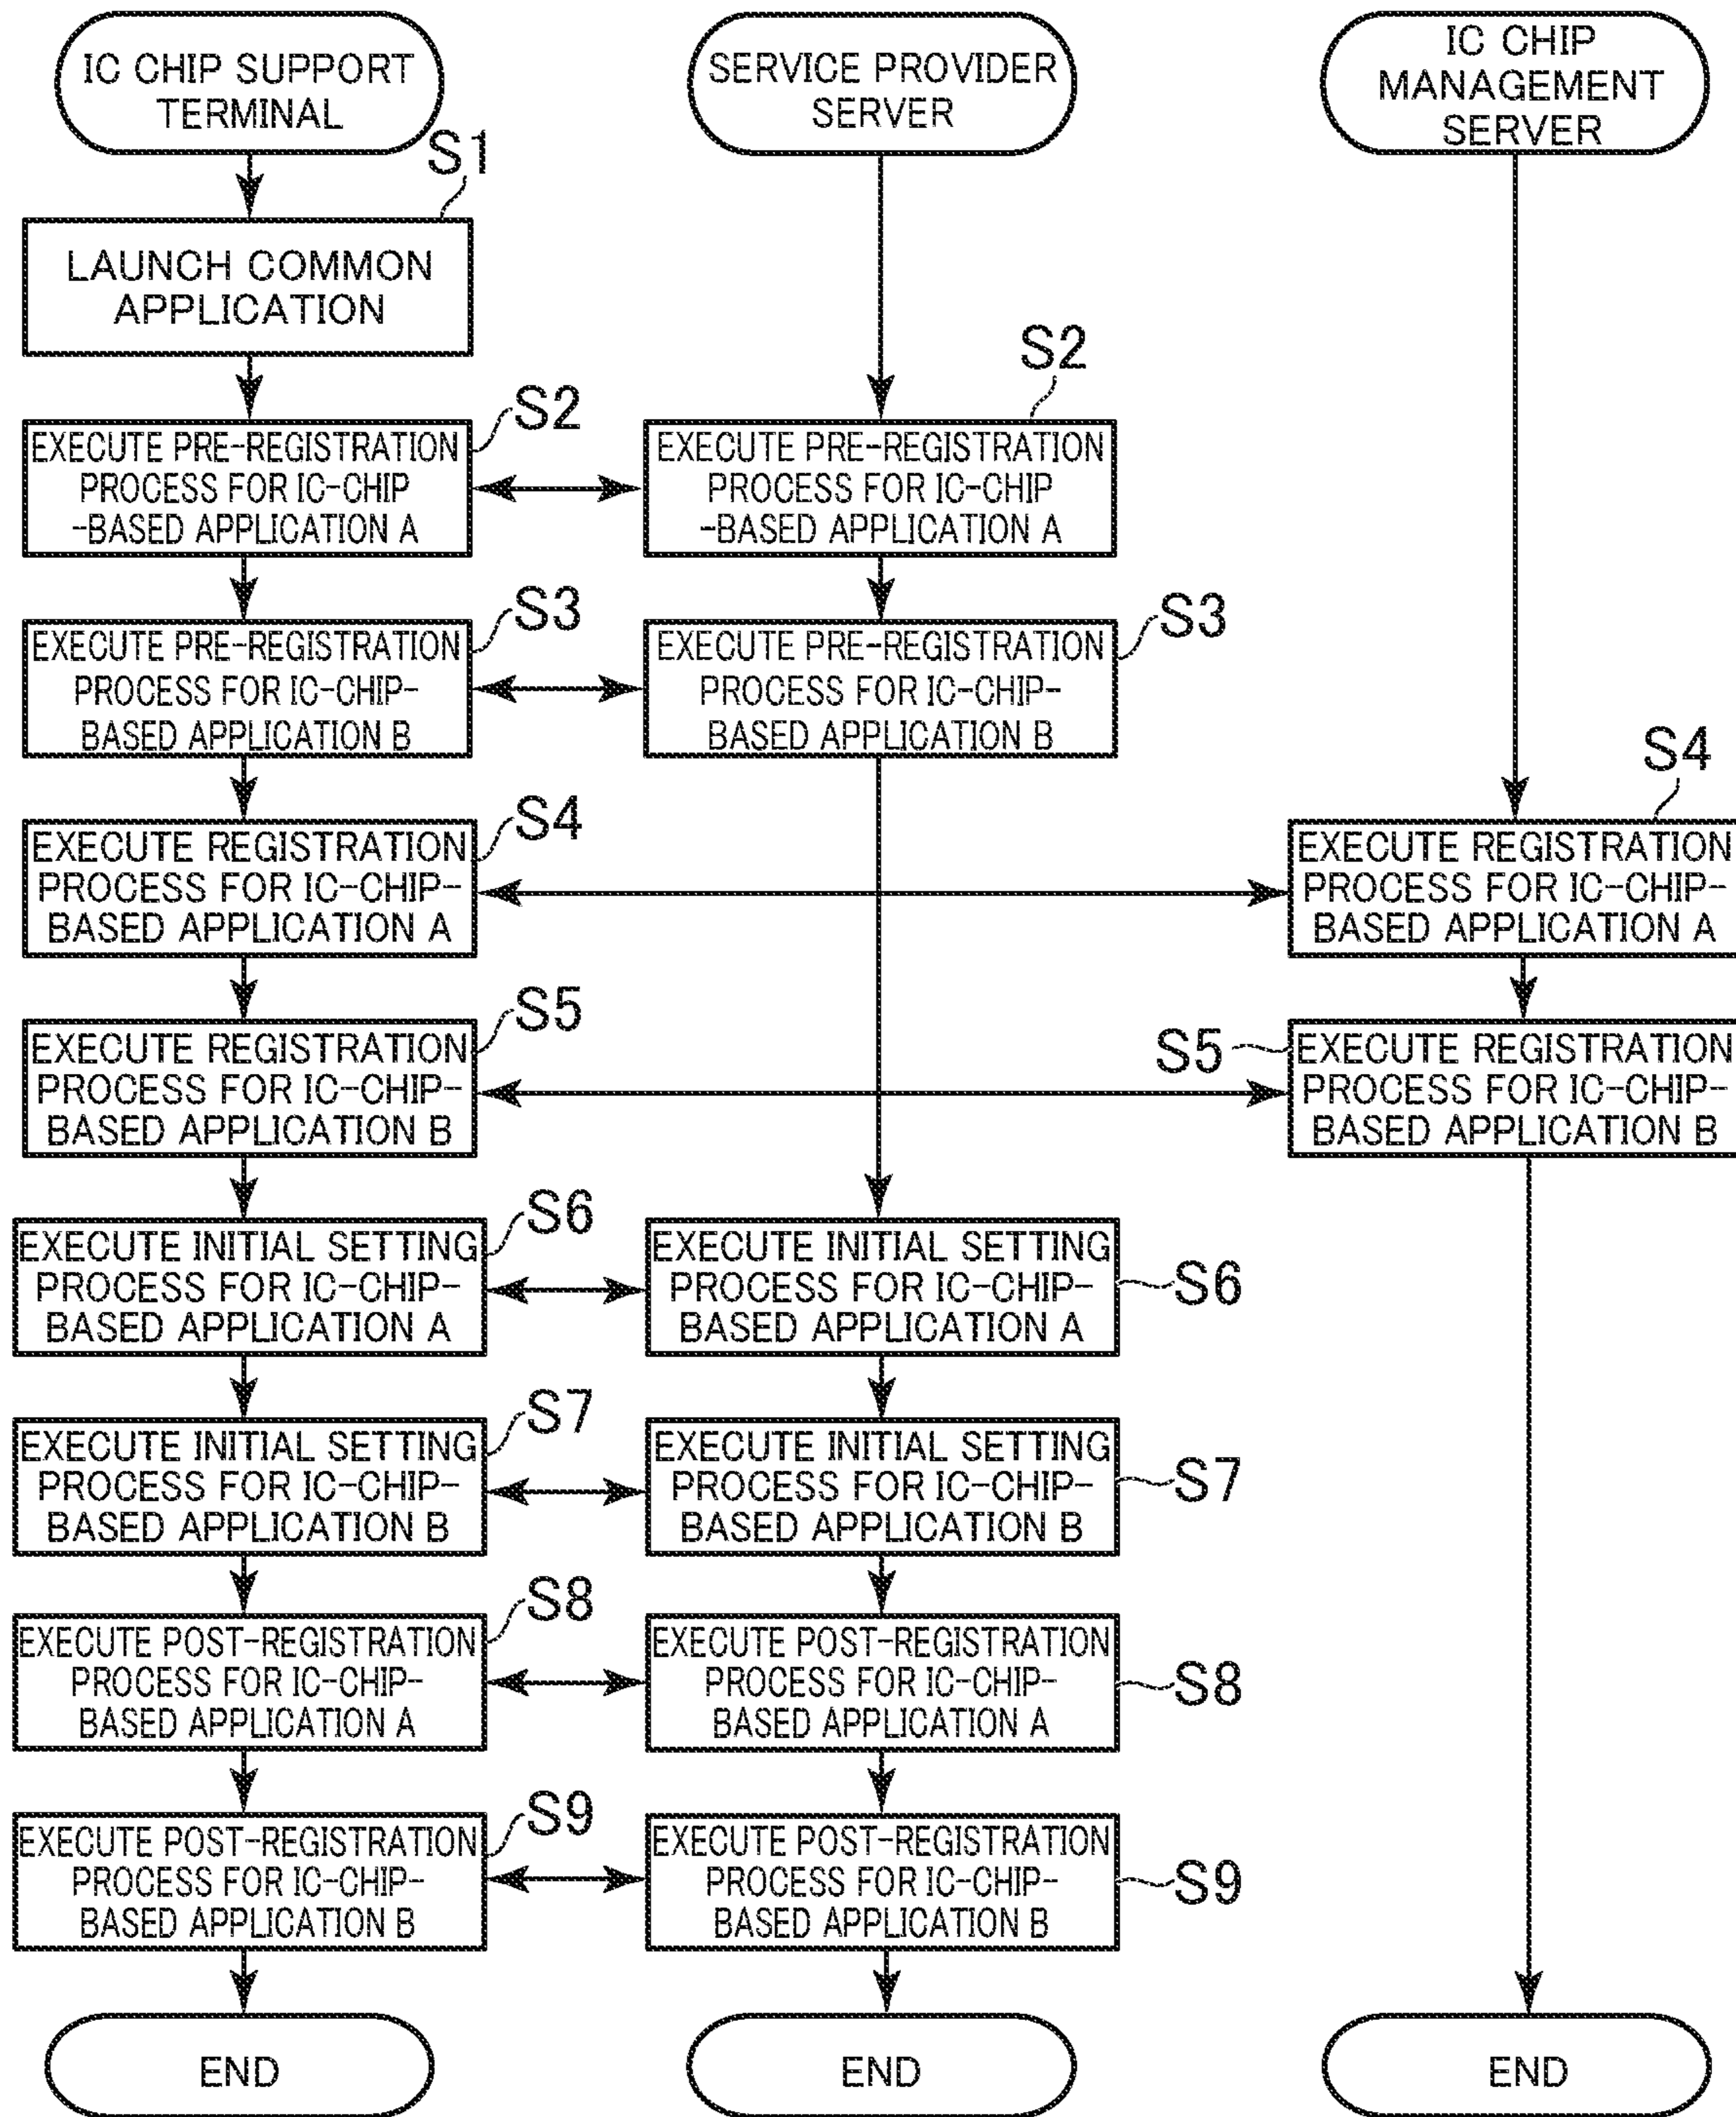 IC CHIP SUPPORT
TERMINAL
SERVICE PROVIDER
SERVER
IC CHIP
MANAGEMENT
SERVER
S1
LAUNCH COMMON
APPLICATION
S2
EXECUTE PRE-REGISTRATION
PROCESS FOR IC-CHIP
-BASED APPLICATION A
S2
EXECUTE PRE-REGISTRATION
PROCESS FOR IC-CHIP
-BASED APPLICATION A
S3
EXECUTE PRE-REGISTRATION
PROCESS FOR IC-CHIP-
BASED APPLICATION B
S3
EXECUTE PRE-REGISTRATION
PROCESS FOR IC-CHIP-
BASED APPLICATION B
S4
EXECUTE REGISTRATION
PROCESS FOR IC-CHIP-
BASED APPLICATION A
S4
EXECUTE REGISTRATION
PROCESS FOR IC-CHIP-
BASED APPLICATION A
S5
EXECUTE REGISTRATION
PROCESS FOR IC-CHIP-
BASED APPLICATION B
S5
EXECUTE REGISTRATION
PROCESS FOR IC-CHIP-
BASED APPLICATION B
S6
EXECUTE INITIAL SETTING
PROCESS FOR IC-CHIP-
BASED APPLICATION A
S6
EXECUTE INITIAL SETTING
PROCESS FOR IC-CHIP-
BASED APPLICATION A
S7
EXECUTE INITIAL SETTING
PROCESS FOR IC-CHIP-
BASED APPLICATION B
S7
EXECUTE INITIAL SETTING
PROCESS FOR IC-CHIP-
BASED APPLICATION B
S8
EXECUTE POST-REGISTRATION
PROCESS FOR IC-CHIP-
BASED APPLICATION A
S8
EXECUTE POST-REGISTRATION
PROCESS FOR IC-CHIP-
BASED APPLICATION A
S9
EXECUTE POST-REGISTRATION
PROCESS FOR IC-CHIP-
BASED APPLICATION B
S9
EXECUTE POST-REGISTRATION
PROCESS FOR IC-CHIP-
BASED APPLICATION B
END
END
END